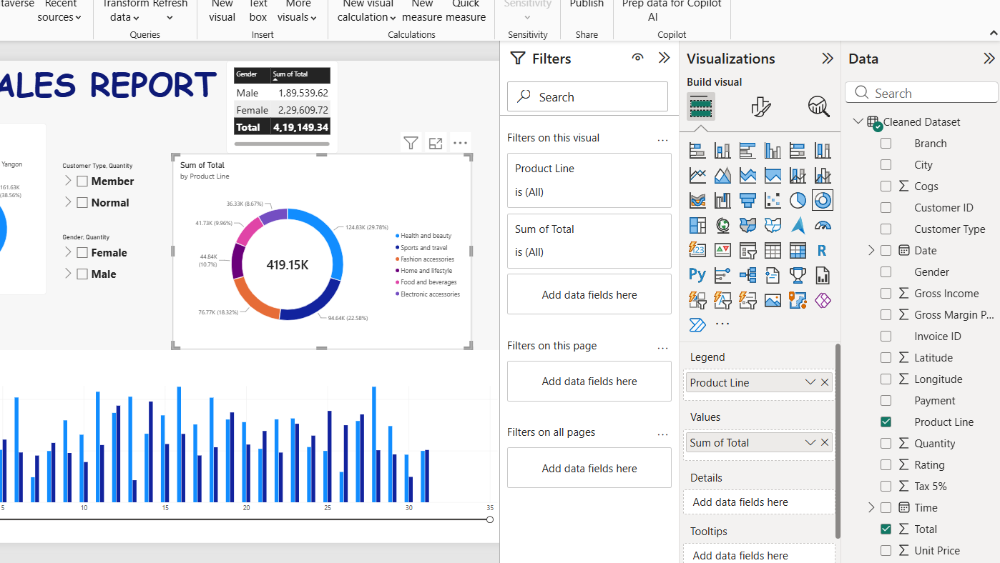 taverse Recent Transform Refresh New Text More New visual New Quick Sensitivity Publish Prep data for Copilot
sources data visual box visuals calculation measure measure AI
Queries Insert Calculations Sensitivity Share Copilot
ALES REPORT
Gender Sum of Total
Male 1,89,539.62
Female 2,29,609.72
Total 4,19,149.34
Yangon
161.63K
(38.56%)
Customer Type, Quantity
Member
Normal
Gender, Quantity
Female
Male
Sum of Total
by Product Line
36.33K (8.67%)
41.73K (9.96%)
124.83K (29.78%)
44.84K
(10.7%)
419.15K
76.77K (18.32%)
94.64K (22.58%)
Health and beauty
Sports and travel
Fashion accessories
Home and lifestyle
Food and beverages
Electronic accessories
5 10 15 20 25 30 35
Filters
Search
Filters on this visual
Product Line
is (All)
Sum of Total
is (All)
Add data fields here
Filters on this page
Add data fields here
Filters on all pages
Add data fields here
Visualizations
Build visual
123
R
Py
Legend
Product Line
Values
Sum of Total
Details
Add data fields here
Tooltips
Add data fields here
Data
Search
Cleaned Dataset
Branch
City
Cogs
Customer ID
Customer Type
Date
Gender
Gross Income
Gross Margin P...
Invoice ID
Latitude
Longitude
Payment
Product Line
Quantity
Rating
Tax 5%
Time
Total
Unit Price